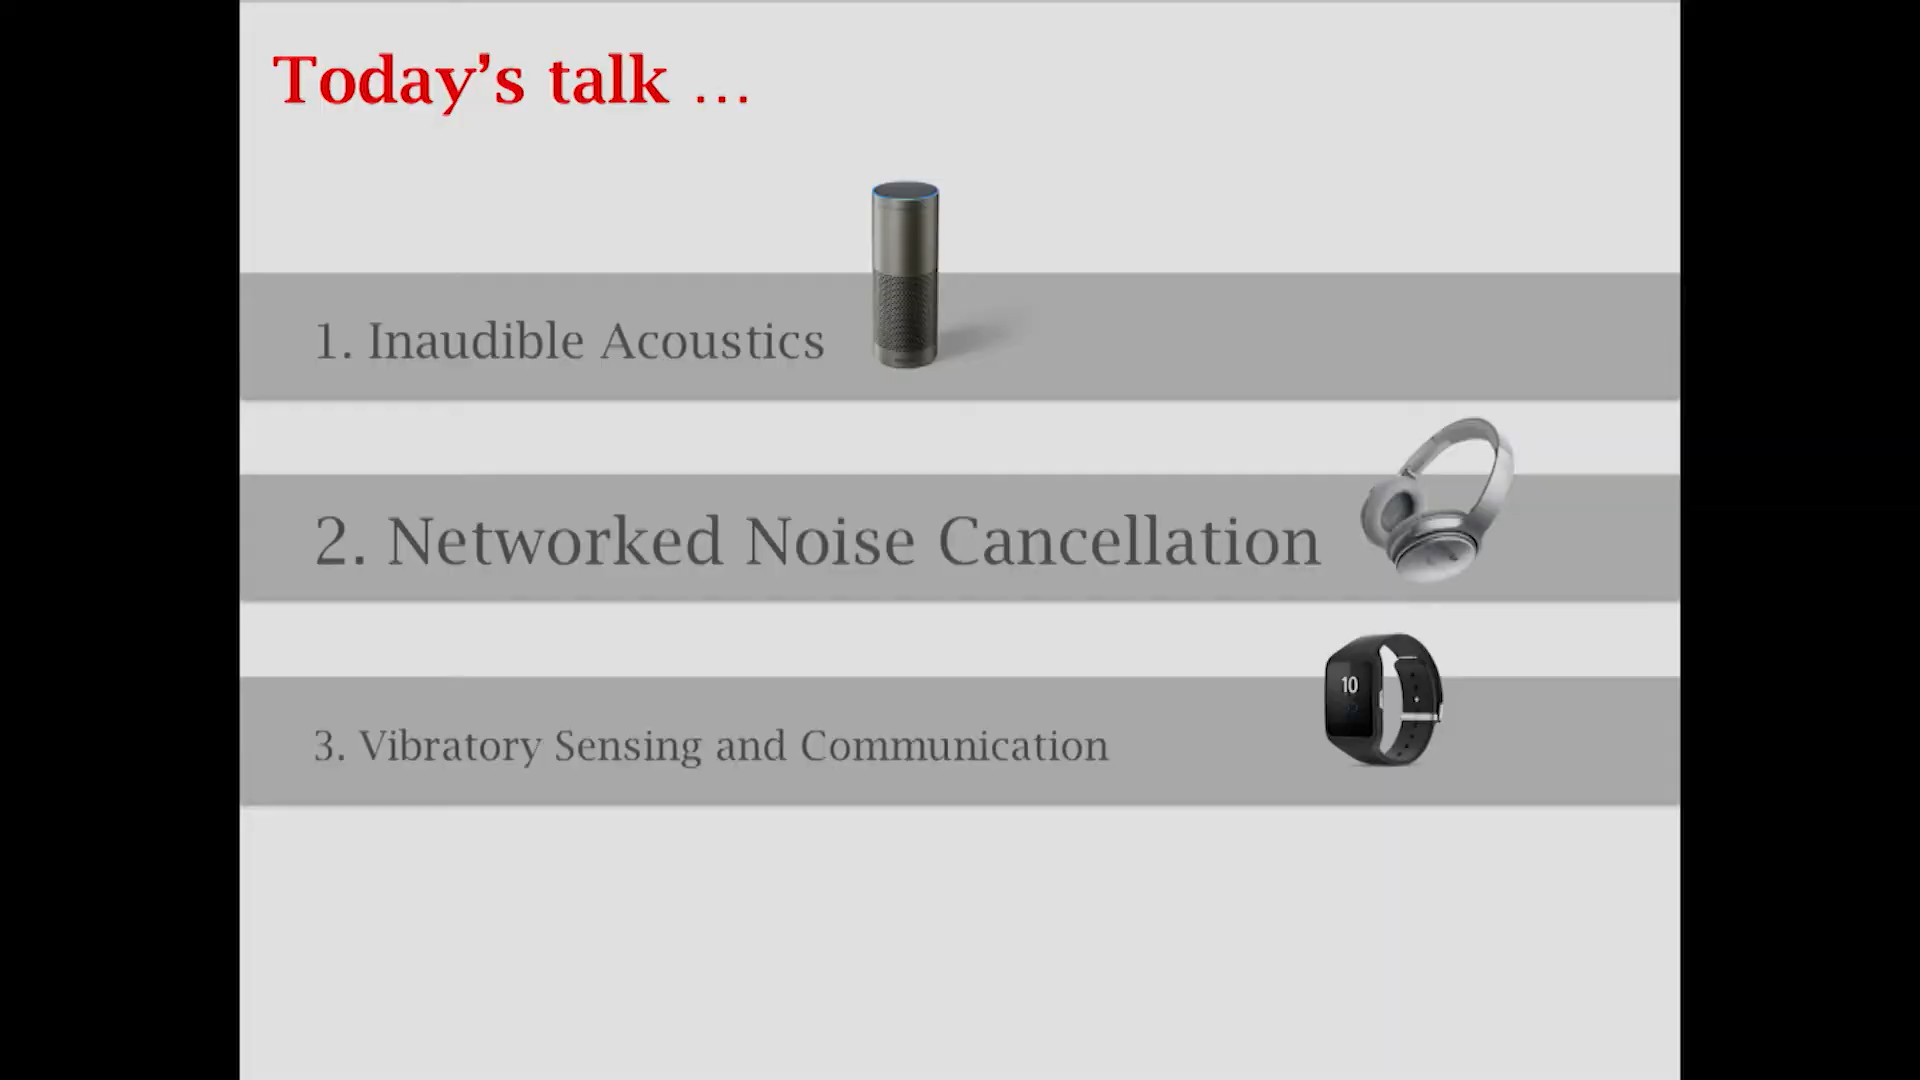 Today's talk …
1. Inaudible Acoustics
2. Networked Noise Cancellation
10
3. Vibratory Sensing and Communication